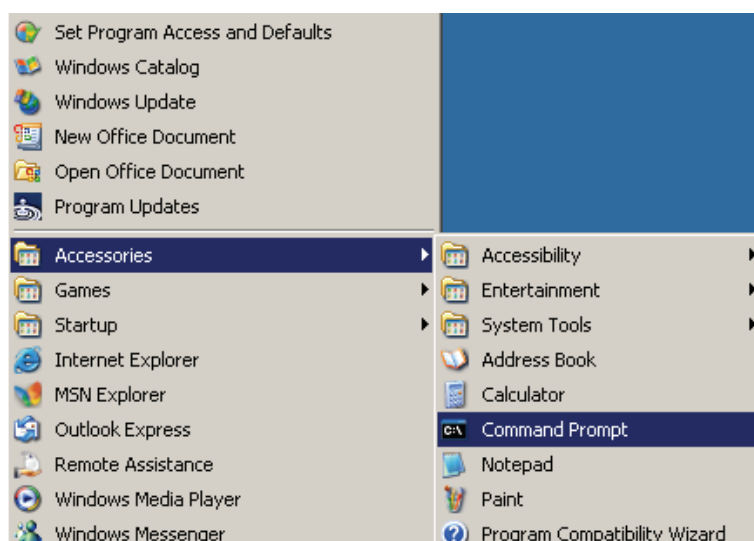 Set Program Access and Defaults
Windows Catalog
Windows Update
New Office Document
Open Office Document
Program Updates
Accessories
Games
Startup
Internet Explorer
MSN Explorer
Outlook Express
Remote Assistance
Windows Media Player
Windows Messenger
Accessibility
Entertainment
System Tools
Address Book
Calculator
C:\
Command Prompt
Notepad
Paint
Program Compatibility Wizard